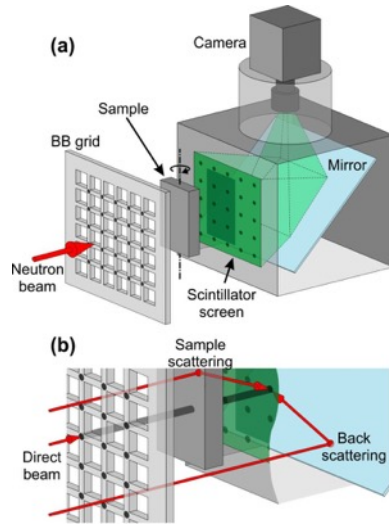 (a)
Camera
Sample
BB grid
Mirror
Neutron
beam
Scintillator
screen
(b)
Sample
scattering
Direct
beam
Back
scattering